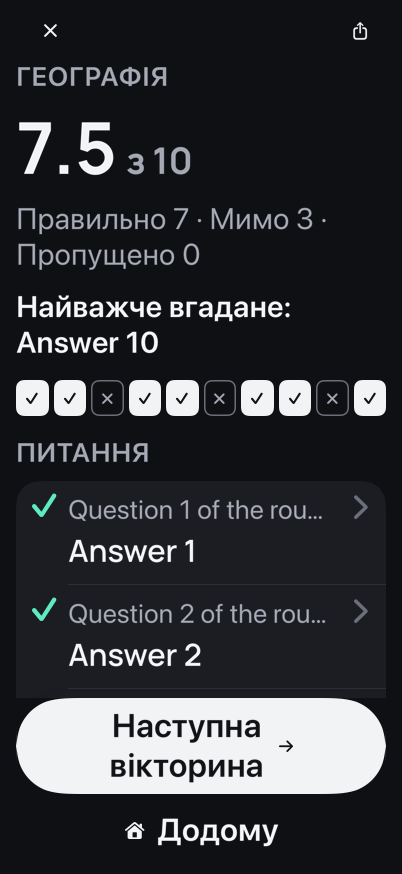 ГЕОГРАФІЯ
7.5 з 10
Правильно 7 · Мимо 3 ·
Пропущено 0
Найважче вгадане:
Answer 10
ПИТАННЯ
Question 1 of the rou...
Answer 1
Question 2 of the rou...
Answer 2
Наступна
вікторина →
Додому